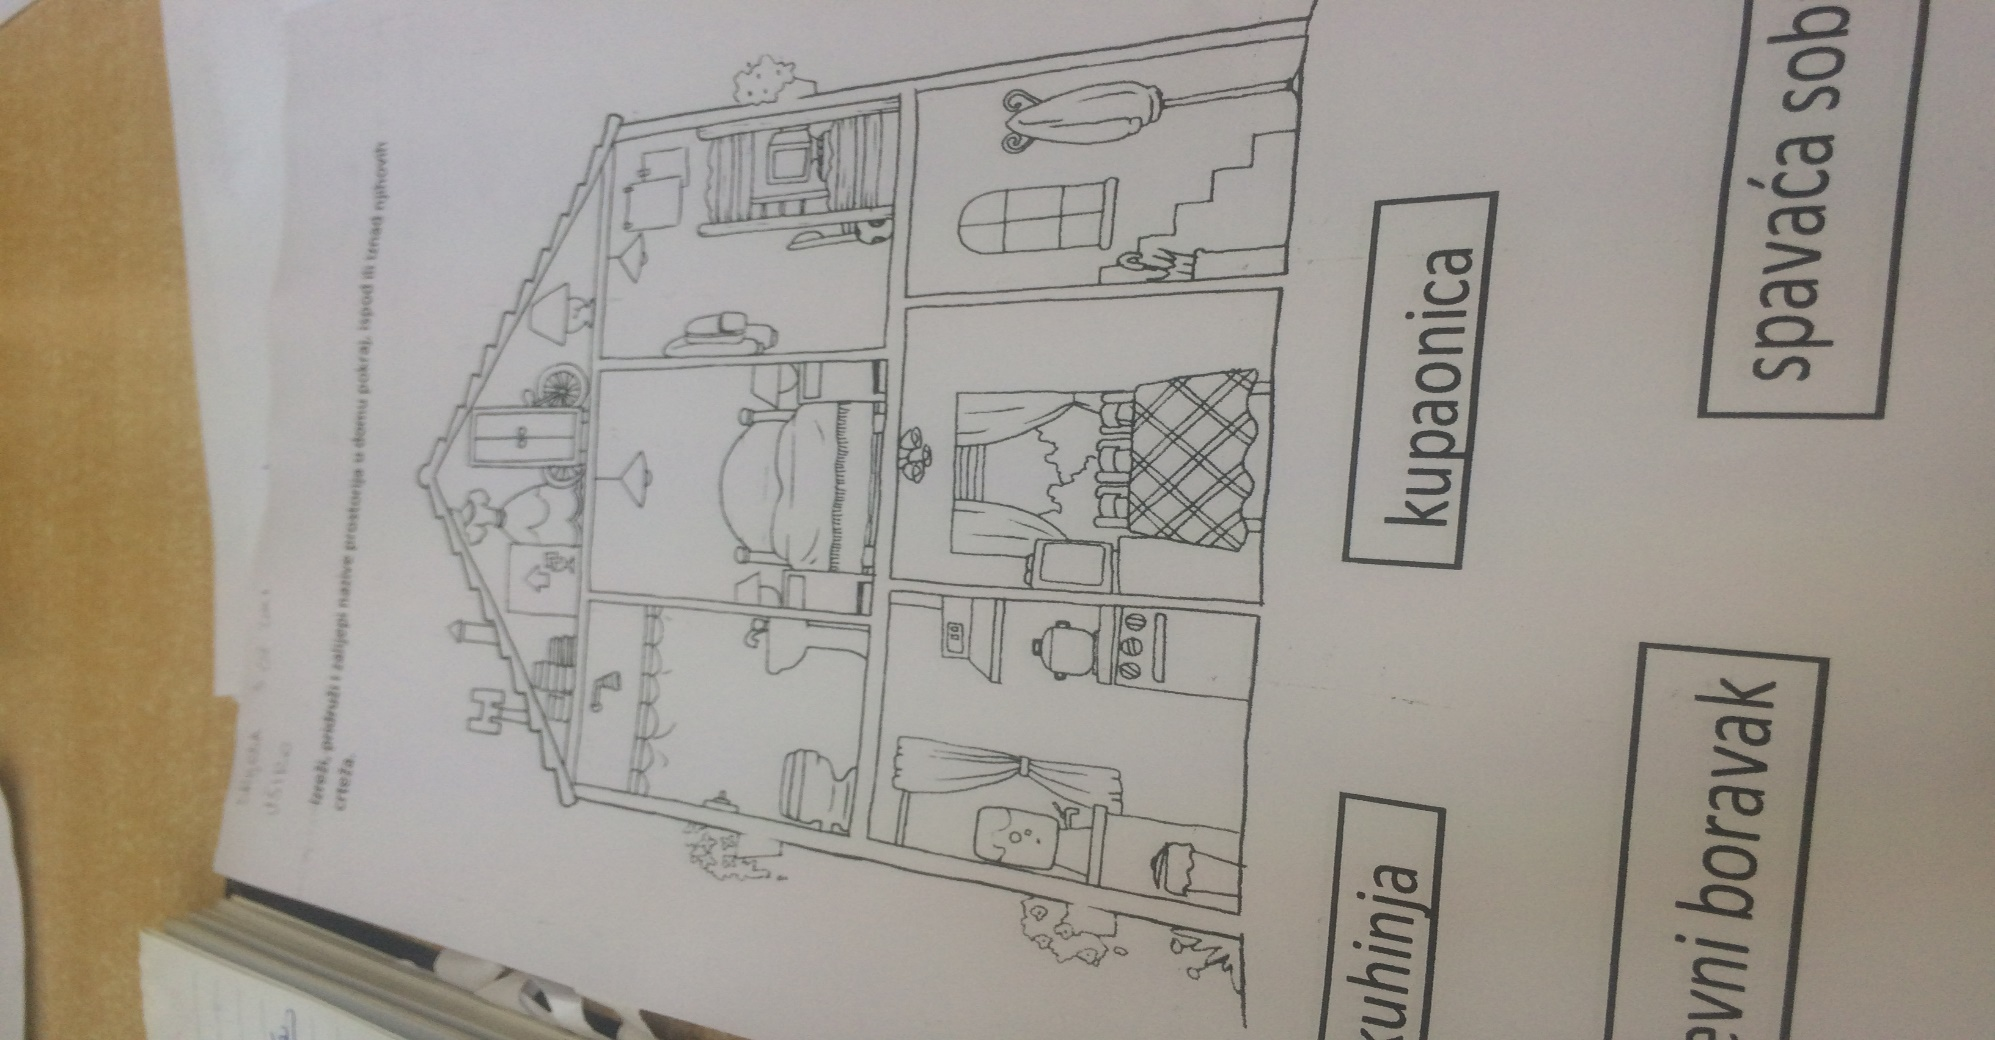 Izreži, pridruži i zalijepi nazive prostorija u domu pokraj, ispod ili iznad njihovih
crteža.
kuhinja
kupaonica
evni boravak
spavaća sob